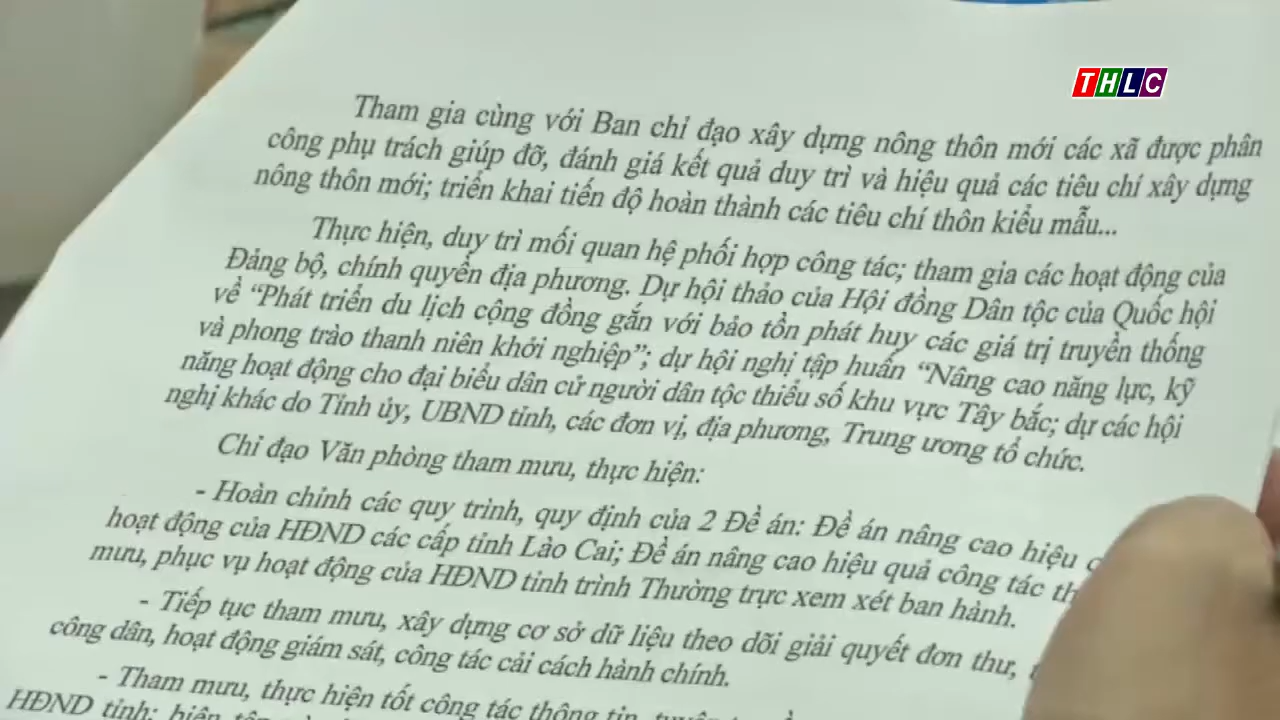 THLC
Tham gia cùng với Ban chỉ đạo xây dựng nông thôn mới các xã được phân
công phụ trách giúp đỡ, đánh giá kết quả duy trì và hiệu quả các tiêu chí xây dựng
nông thôn mới; triển khai tiến độ hoàn thành các tiêu chí thôn kiểu mẫu...
Thực hiện, duy trì mối quan hệ phối hợp công tác; tham gia các hoạt động của
Đảng bộ, chính quyền địa phương. Dự hội thảo của Hội đồng Dân tộc của Quốc hội
về “Phát triển du lịch cộng đồng gắn với bảo tồn phát huy các giá trị truyền thống
và phong trào thanh niên khởi nghiệp”; dự hội nghị tập huấn “Nâng cao năng lực, kỹ
năng hoạt động cho đại biểu dân cử người dân tộc thiểu số khu vực Tây bắc; dự các hội
nghị khác do Tỉnh ủy, UBND tỉnh, các đơn vị, địa phương, Trung ương tổ chức.
Chỉ đạo Văn phòng tham mưu, thực hiện:
- Hoàn chỉnh các quy trình, quy định của 2 Đề án: Đề án nâng cao hiệu
hoạt động của HĐND các cấp tỉnh Lào Cai; Đề án nâng cao hiệu quả công tác
mưu, phục vụ hoạt động của HĐND tỉnh trình Thường trực xem xét ban hành.
- Tiếp tục tham mưu, xây dựng cơ sở dữ liệu theo dõi giải quyết đơn thư,
công dân, hoạt động giám sát, công tác cải cách hành chính.
- Tham mưu, thực hiện tốt công tác thông tin,
HĐND tỉnh;